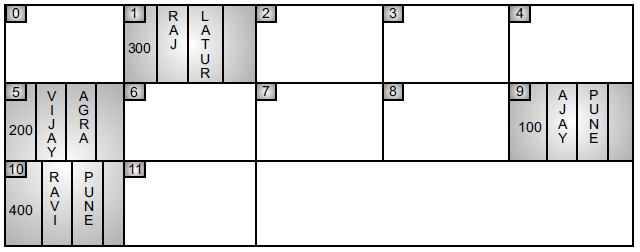 0
1
300
RAJ
LATUR
2
3
4
5
200
VIJAY
AGRA
6
7
8
9
100
AJAY
PUNE
10
400
RAVI
PUNE
11